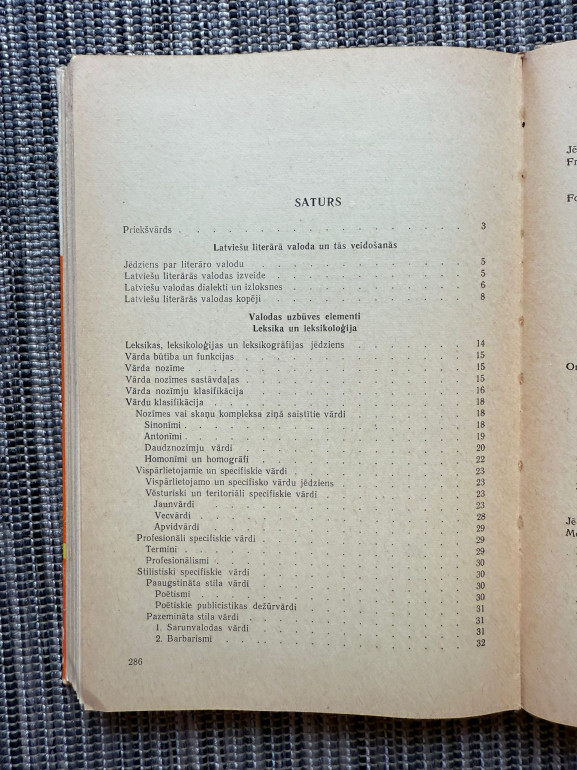 SATURS
Priekšvārds . . . . . . . . . . . . . . . 3
Latviešu literārā valoda un tās veidošanās
Jēdziens par literāro valodu . . . . . . . . . . 5
Latviešu literārās valodas izveide . . . . . . . . . 5
Latviešu valodas dialekti un izloksnes . . . . . . . . 6
Latviešu literārās valodas kopēji . . . . . . . . . 8
Valodas uzbūves elementi
Leksika un leksikoloģija
Leksikas, leksikoloģijas un leksikogrāfijas jēdziens . . . . . 14
Vārda būtība un funkcijas . . . . . . . . . . 15
Vārda nozīme . . . . . . . . . . . . . 15
Vārda nozīmes sastāvdaļas . . . . . . . . . . 15
Vārda nozīmju klasifikācija . . . . . . . . . . 16
Vārdu klasifikācija . . . . . . . . . . . . 18
Nozīmes vai skaņu kompleksa ziņā saistītie vārdi . . . . . 18
Sinonīmi . . . . . . . . . . . . . 18
Antonīmi . . . . . . . . . . . . . 19
Daudznozīmju vārdi . . . . . . . . . . 20
Homonīmi un homogrāfi . . . . . . . . . 22
Vispārlietojamie un specifiskie vārdi . . . . . . . . 23
Vispārlietojamo un specifisko vārdu jēdziens . . . . . 23
Vēsturiski un teritoriāli specifiskie vārdi . . . . . . 23
Jaunvārdi . . . . . . . . . . . . 23
Vecvārdi . . . . . . . . . . . . 28
Apvidvārdi . . . . . . . . . . . . 29
Profesionāli specifiskie vārdi . . . . . . . . . 29
Termini . . . . . . . . . . . . . 29
Profesionālismi . . . . . . . . . . . 30
Stilistiski specifiskie vārdi . . . . . . . . . . 30
Paaugstināta stila vārdi . . . . . . . . . 30
Poētismi . . . . . . . . . . . . 30
Poētiskie publicistikas dežūrvārdi . . . . . . . 31
Pazemināta stila vārdi . . . . . . . . . . 31
1. Sarunvalodas vārdi . . . . . . . . . 31
2. Barbarismi . . . . . . . . . . . 32
286
Jē
Fr
Fo
Or
Jē
Me